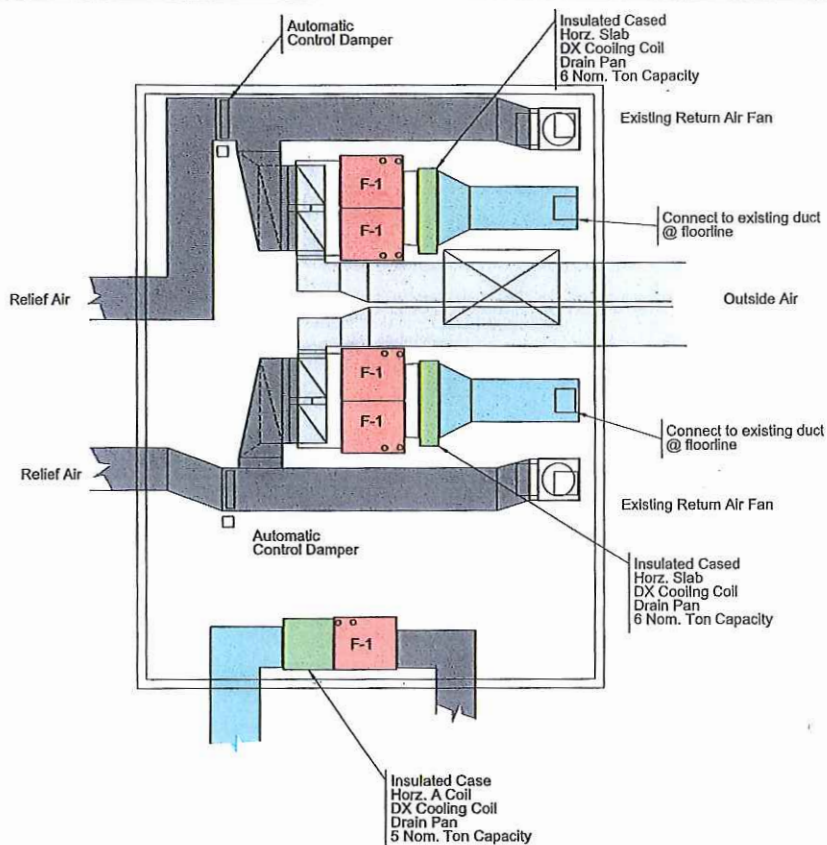 Automatic
Control Damper
Insulated Cased
Horz. Slab
DX Cooilng Coil
Drain Pan
6 Nom. Ton Capacity
Existing Return Air Fan
F-1
F-1
Connect to existing duct
@ floorline
Relief Air
Outside Air
F-1
F-1
Connect to existing duct
@ floorline
Relief Air
Existing Return Air Fan
Automatic
Control Damper
Insulated Cased
Horz. Slab
DX Cooilng Coil
Drain Pan
6 Nom. Ton Capacity
F-1
Insulated Case
Horz. A Coil
DX Cooling Coil
Drain Pan
5 Nom. Ton Capacity